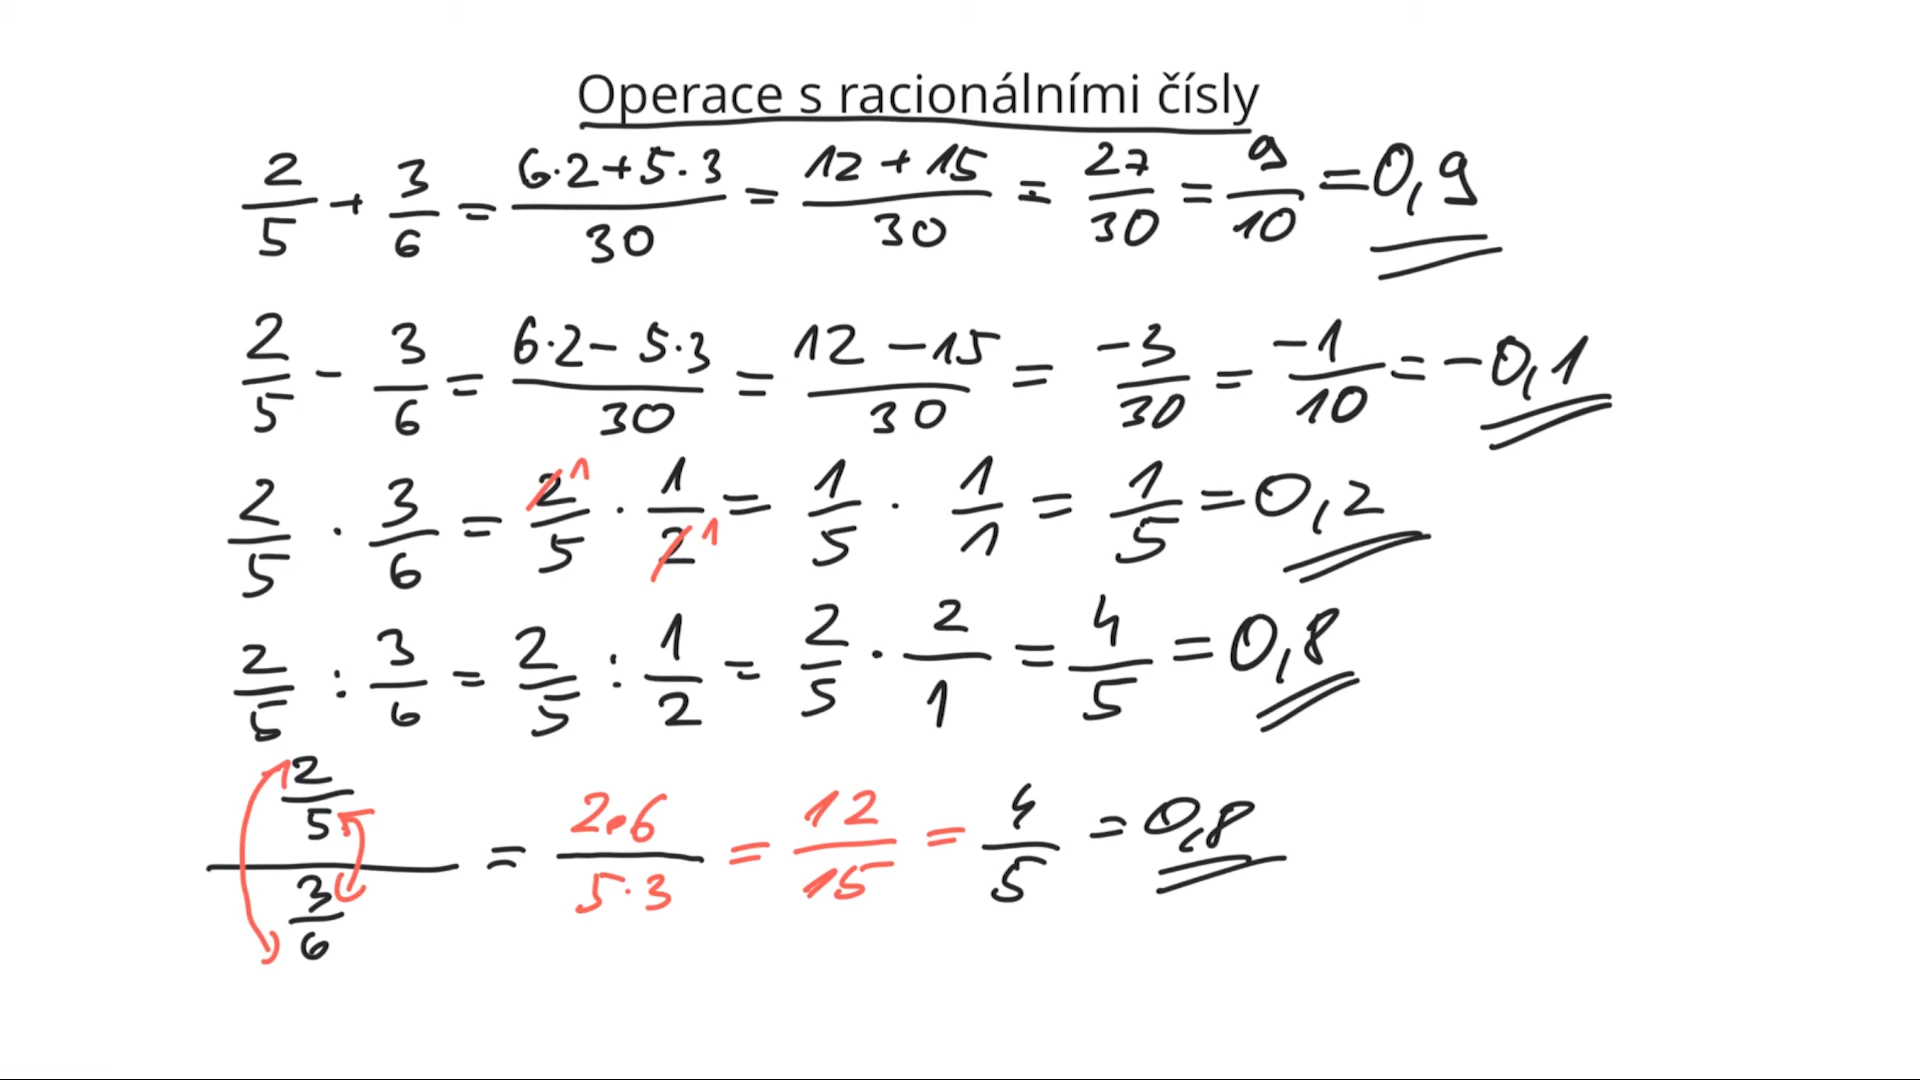 Operace s racionálními čísly
2/5 + 3/6 = (6·2+5·3)/30 = (12+15)/30 = 27/30 = 9/10 = 0,9
2/5 - 3/6 = (6·2-5·3)/30 = (12-15)/30 = -3/30 = -1/10 = -0,1
2/5 · 3/6 = 2/5 1 · 1/2 1 = 1/5 · 1/1 = 1/5 = 0,2
2/5 : 3/6 = 2/5 : 1/2 = 2/5 · 2/1 = 4/5 = 0,8
(2/5)/(3/6) = (2·6)/(5·3) = 12/15 = 4/5 = 0,8